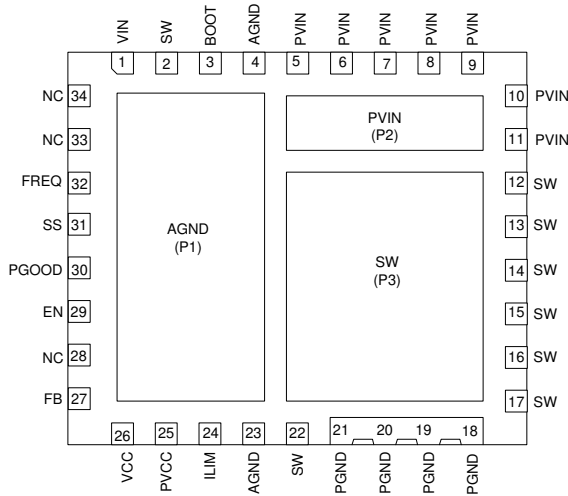 VIN SW BOOT AGND PVIN PVIN PVIN PVIN PVIN
1 2 3 4 5 6 7 8 9
NC 34
NC 33
FREQ 32
SS 31
PGOOD 30
EN 29
NC 28
FB 27
AGND
(P1)
PVIN
(P2)
SW
(P3)
10 PVIN
11 PVIN
12 SW
13 SW
14 SW
15 SW
16 SW
17 SW
26 25 24 23 22 21 20 19 18
VCC PVCC ILIM AGND SW PGND PGND PGND PGND